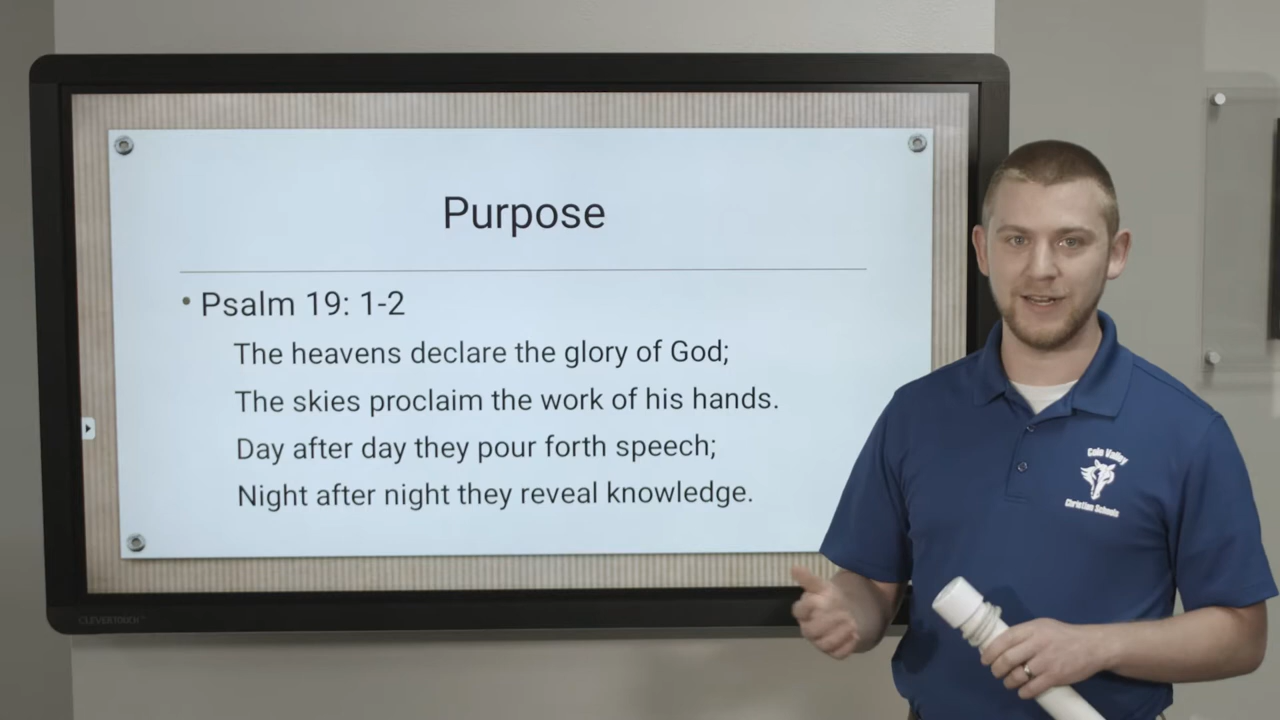 Purpose
• Psalm 19: 1-2
The heavens declare the glory of God;
The skies proclaim the work of his hands.
Day after day they pour forth speech;
Night after night they reveal knowledge.
Cole Valley
Christian Schools
CLEVERTOUCH